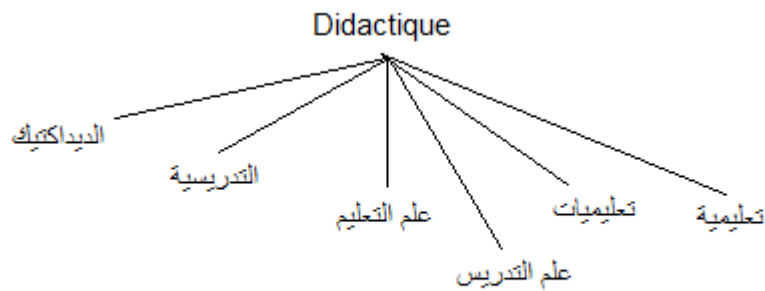 Didactique
تعليمية
تعليميات
علم التدريس
علم التعليم
التدريسية
الديداكتيك